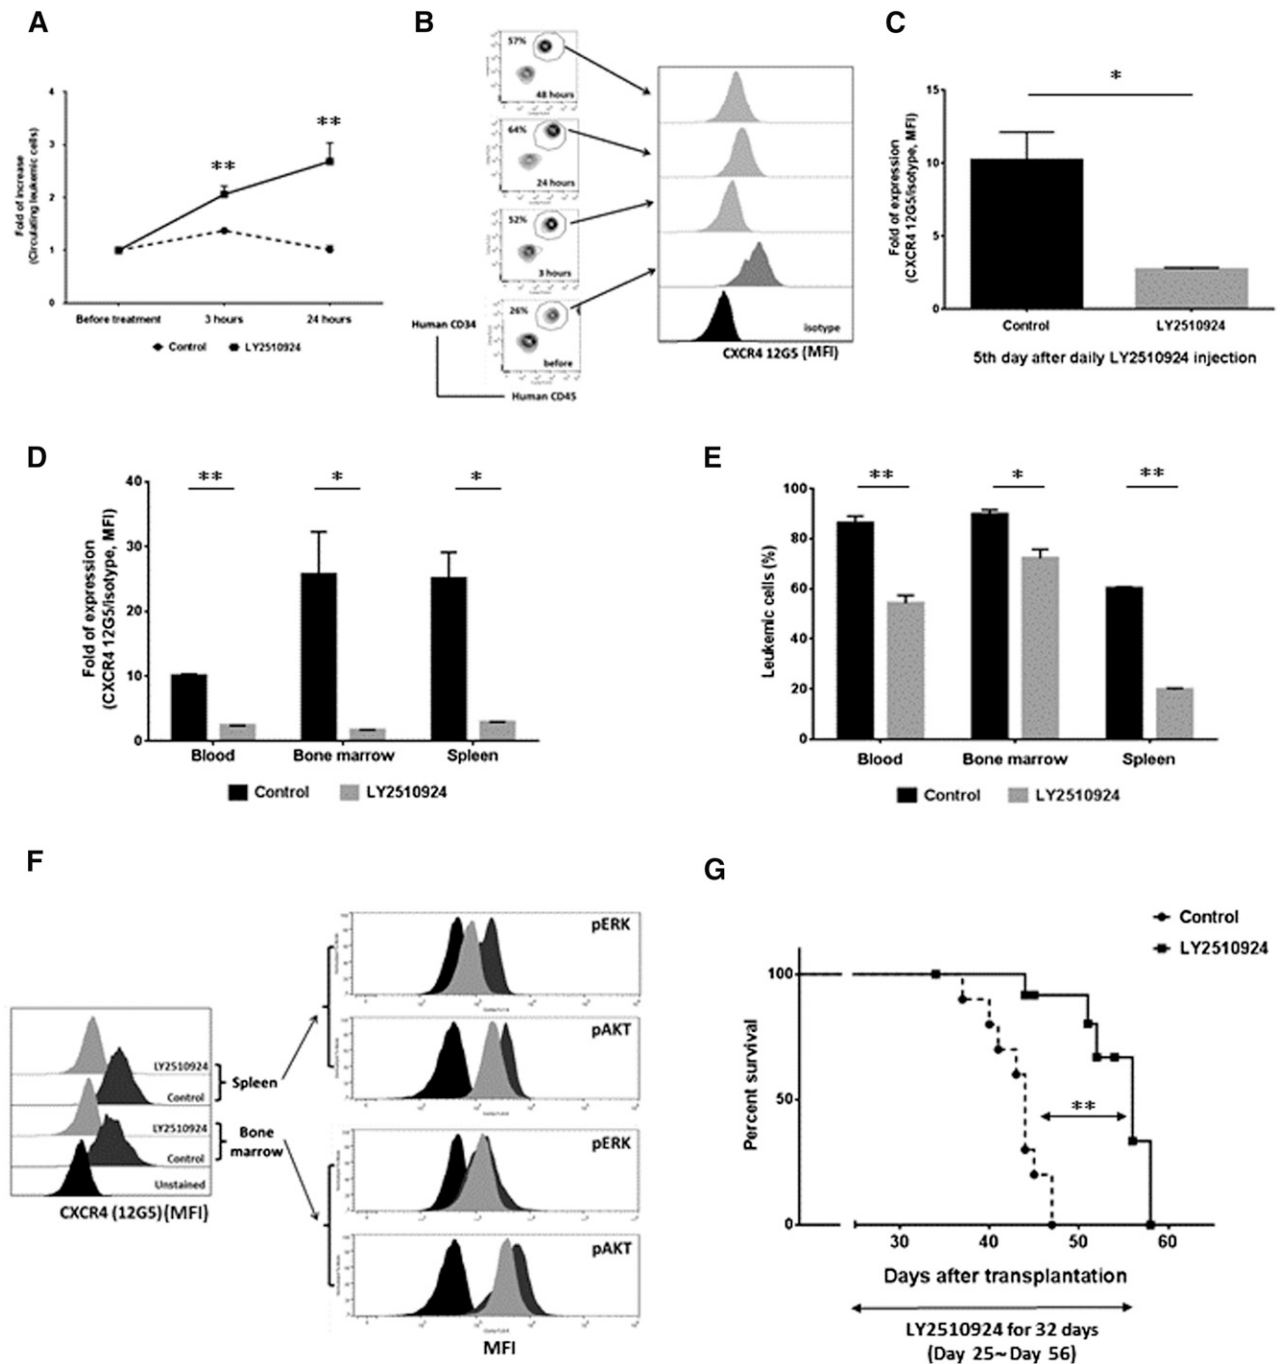 A
Fold of increase
(Circulating leukemic cells)
4
3
2
1
0
**
**
Before treatment
3 hours
24 hours
Control
LY2510924
B
57%
48 hours
64%
24 hours
52%
3 hours
26%
before
Human CD34
Human CD45
isotype
CXCR4 12G5 (MFI)
C
Fold of expression
(CXCR4 12G5/isotype, MFI)
15
10
5
0
*
Control
LY2510924
5th day after daily LY2510924 injection
D
Fold of expression
(CXCR4 12G5/isotype, MFI)
40
30
20
10
0
**
*
*
Blood
Bone marrow
Spleen
Control
LY2510924
E
Leukemic cells (%)
100
80
60
40
20
0
**
*
**
Blood
Bone marrow
Spleen
Control
LY2510924
F
LY2510924
Control
LY2510924
Control
Unstained
CXCR4 (12G5)(MFI)
Spleen
Bone
marrow
pERK
pAKT
pERK
pAKT
MFI
G
Control
LY2510924
Percent survival
100
50
0
**
30
40
50
60
Days after transplantation
LY2510924 for 32 days
(Day 25~ Day 56)